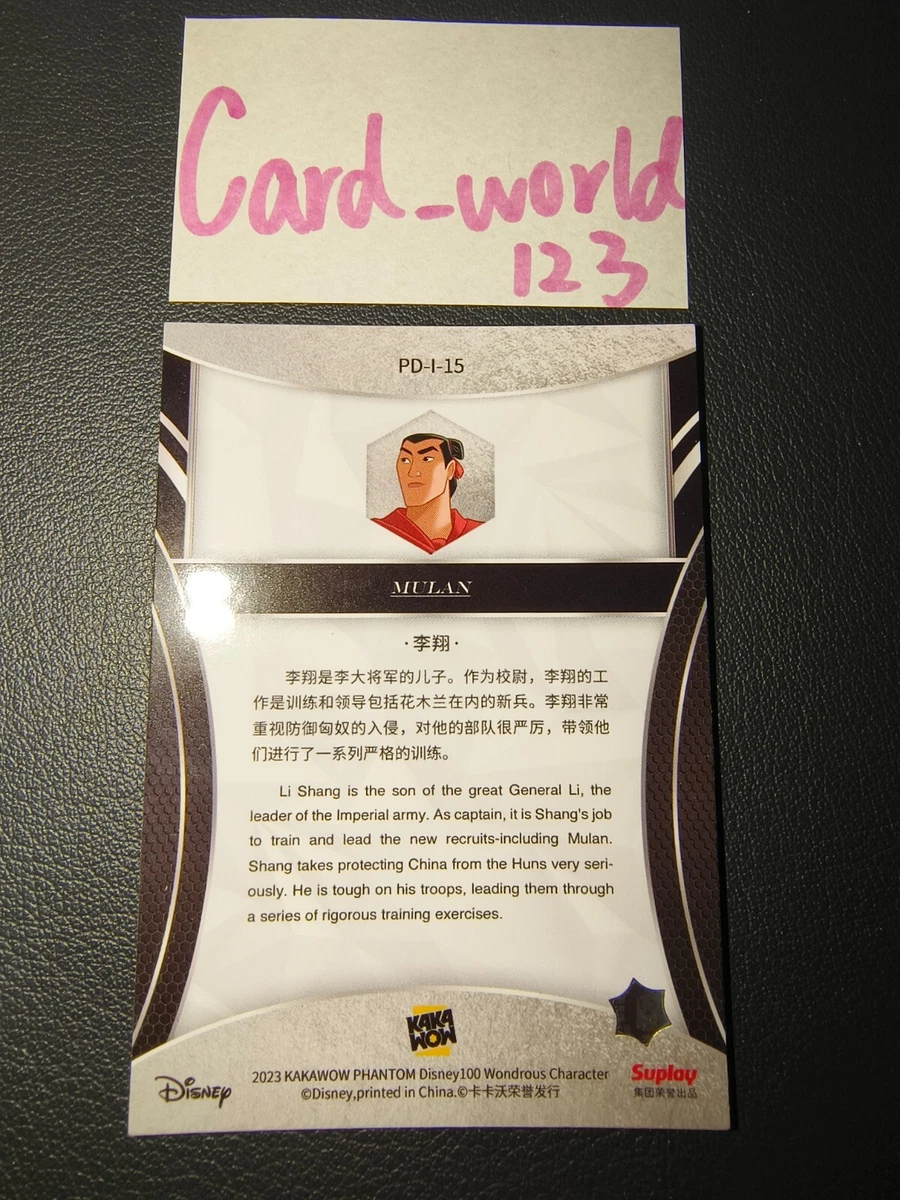 Card_world
123
PD-I-15
MULAN
·李翔·
李翔是李大将军的儿子。作为校尉，李翔的工
作是训练和领导包括花木兰在内的新兵。李翔非常
重视防御匈奴的入侵，对他的部队很严厉，带领他
们进行了一系列严格的训练。
Li Shang is the son of the great General Li, the
leader of the Imperial army. As captain, it is Shang's job
to train and lead the new recruits-including Mulan.
Shang takes protecting China from the Huns very seri-
ously. He is tough on his troops, leading them through
a series of rigorous training exercises.
KAKA
WOW
Disney
2023 KAKAWOW PHANTOM Disney100 Wondrous Character
©Disney,printed in China.©卡卡沃荣誉发行
Suplay
集团荣誉出品